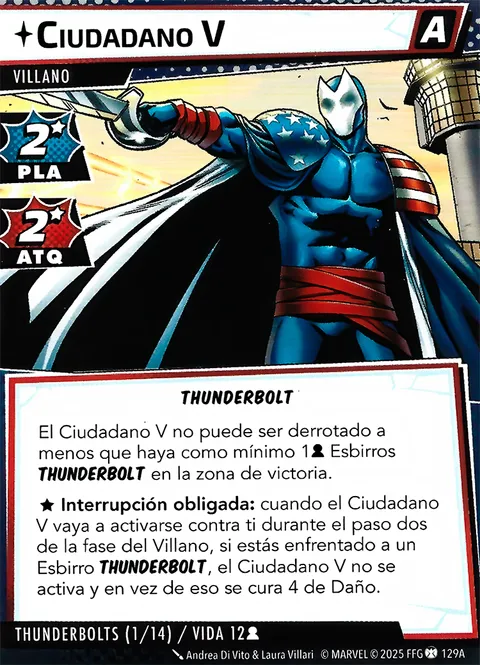 CIUDADANO V
A
VILLANO
2
PLA
2
ATQ
THUNDERBOLT
El Ciudadano V no puede ser derrotado a
menos que haya como mínimo 1 Esbirros
THUNDERBOLT en la zona de victoria.
★ Interrupción obligada: cuando el Ciudadano
V vaya a activarse contra ti durante el paso dos
de la fase del Villano, si estás enfrentado a un
Esbirro THUNDERBOLT, el Ciudadano V no se
activa y en vez de eso se cura 4 de Daño.
THUNDERBOLTS (1/14) / VIDA 12
Andrea Di Vito & Laura Villari © MARVEL © 2025 FFG 129A